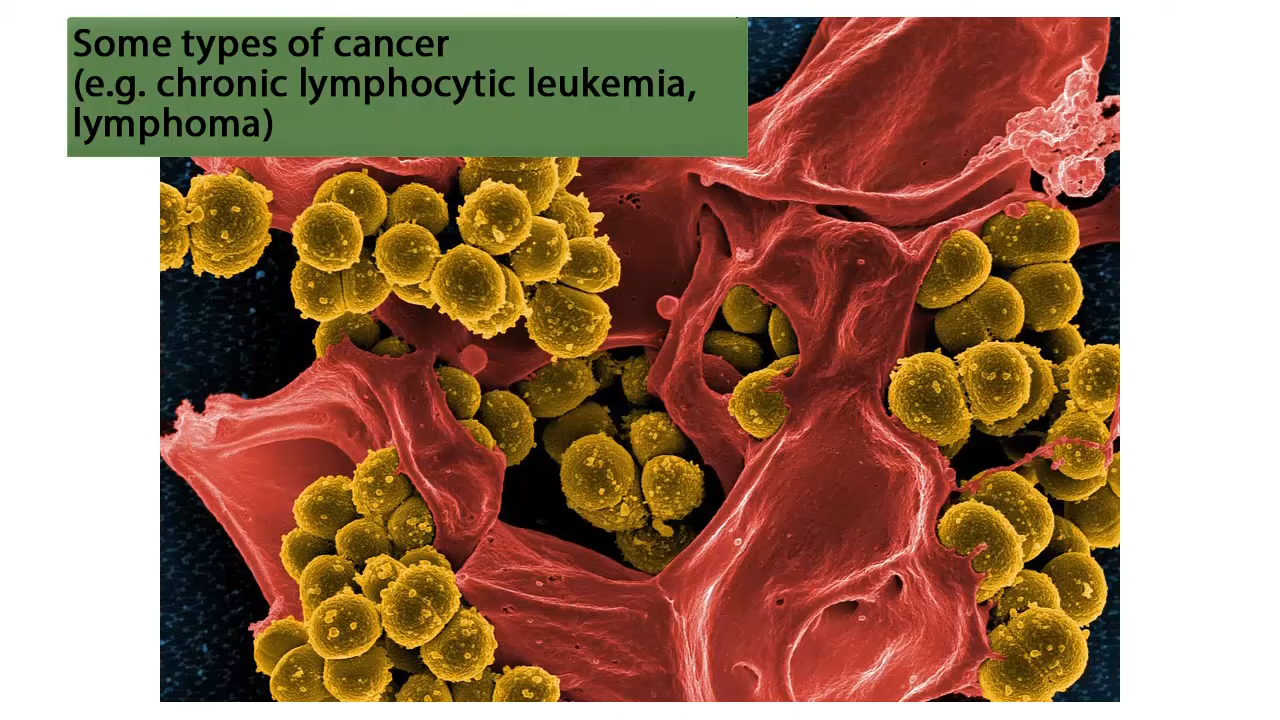 Some types of cancer
(e.g. chronic lymphocytic leukemia,
lymphoma)